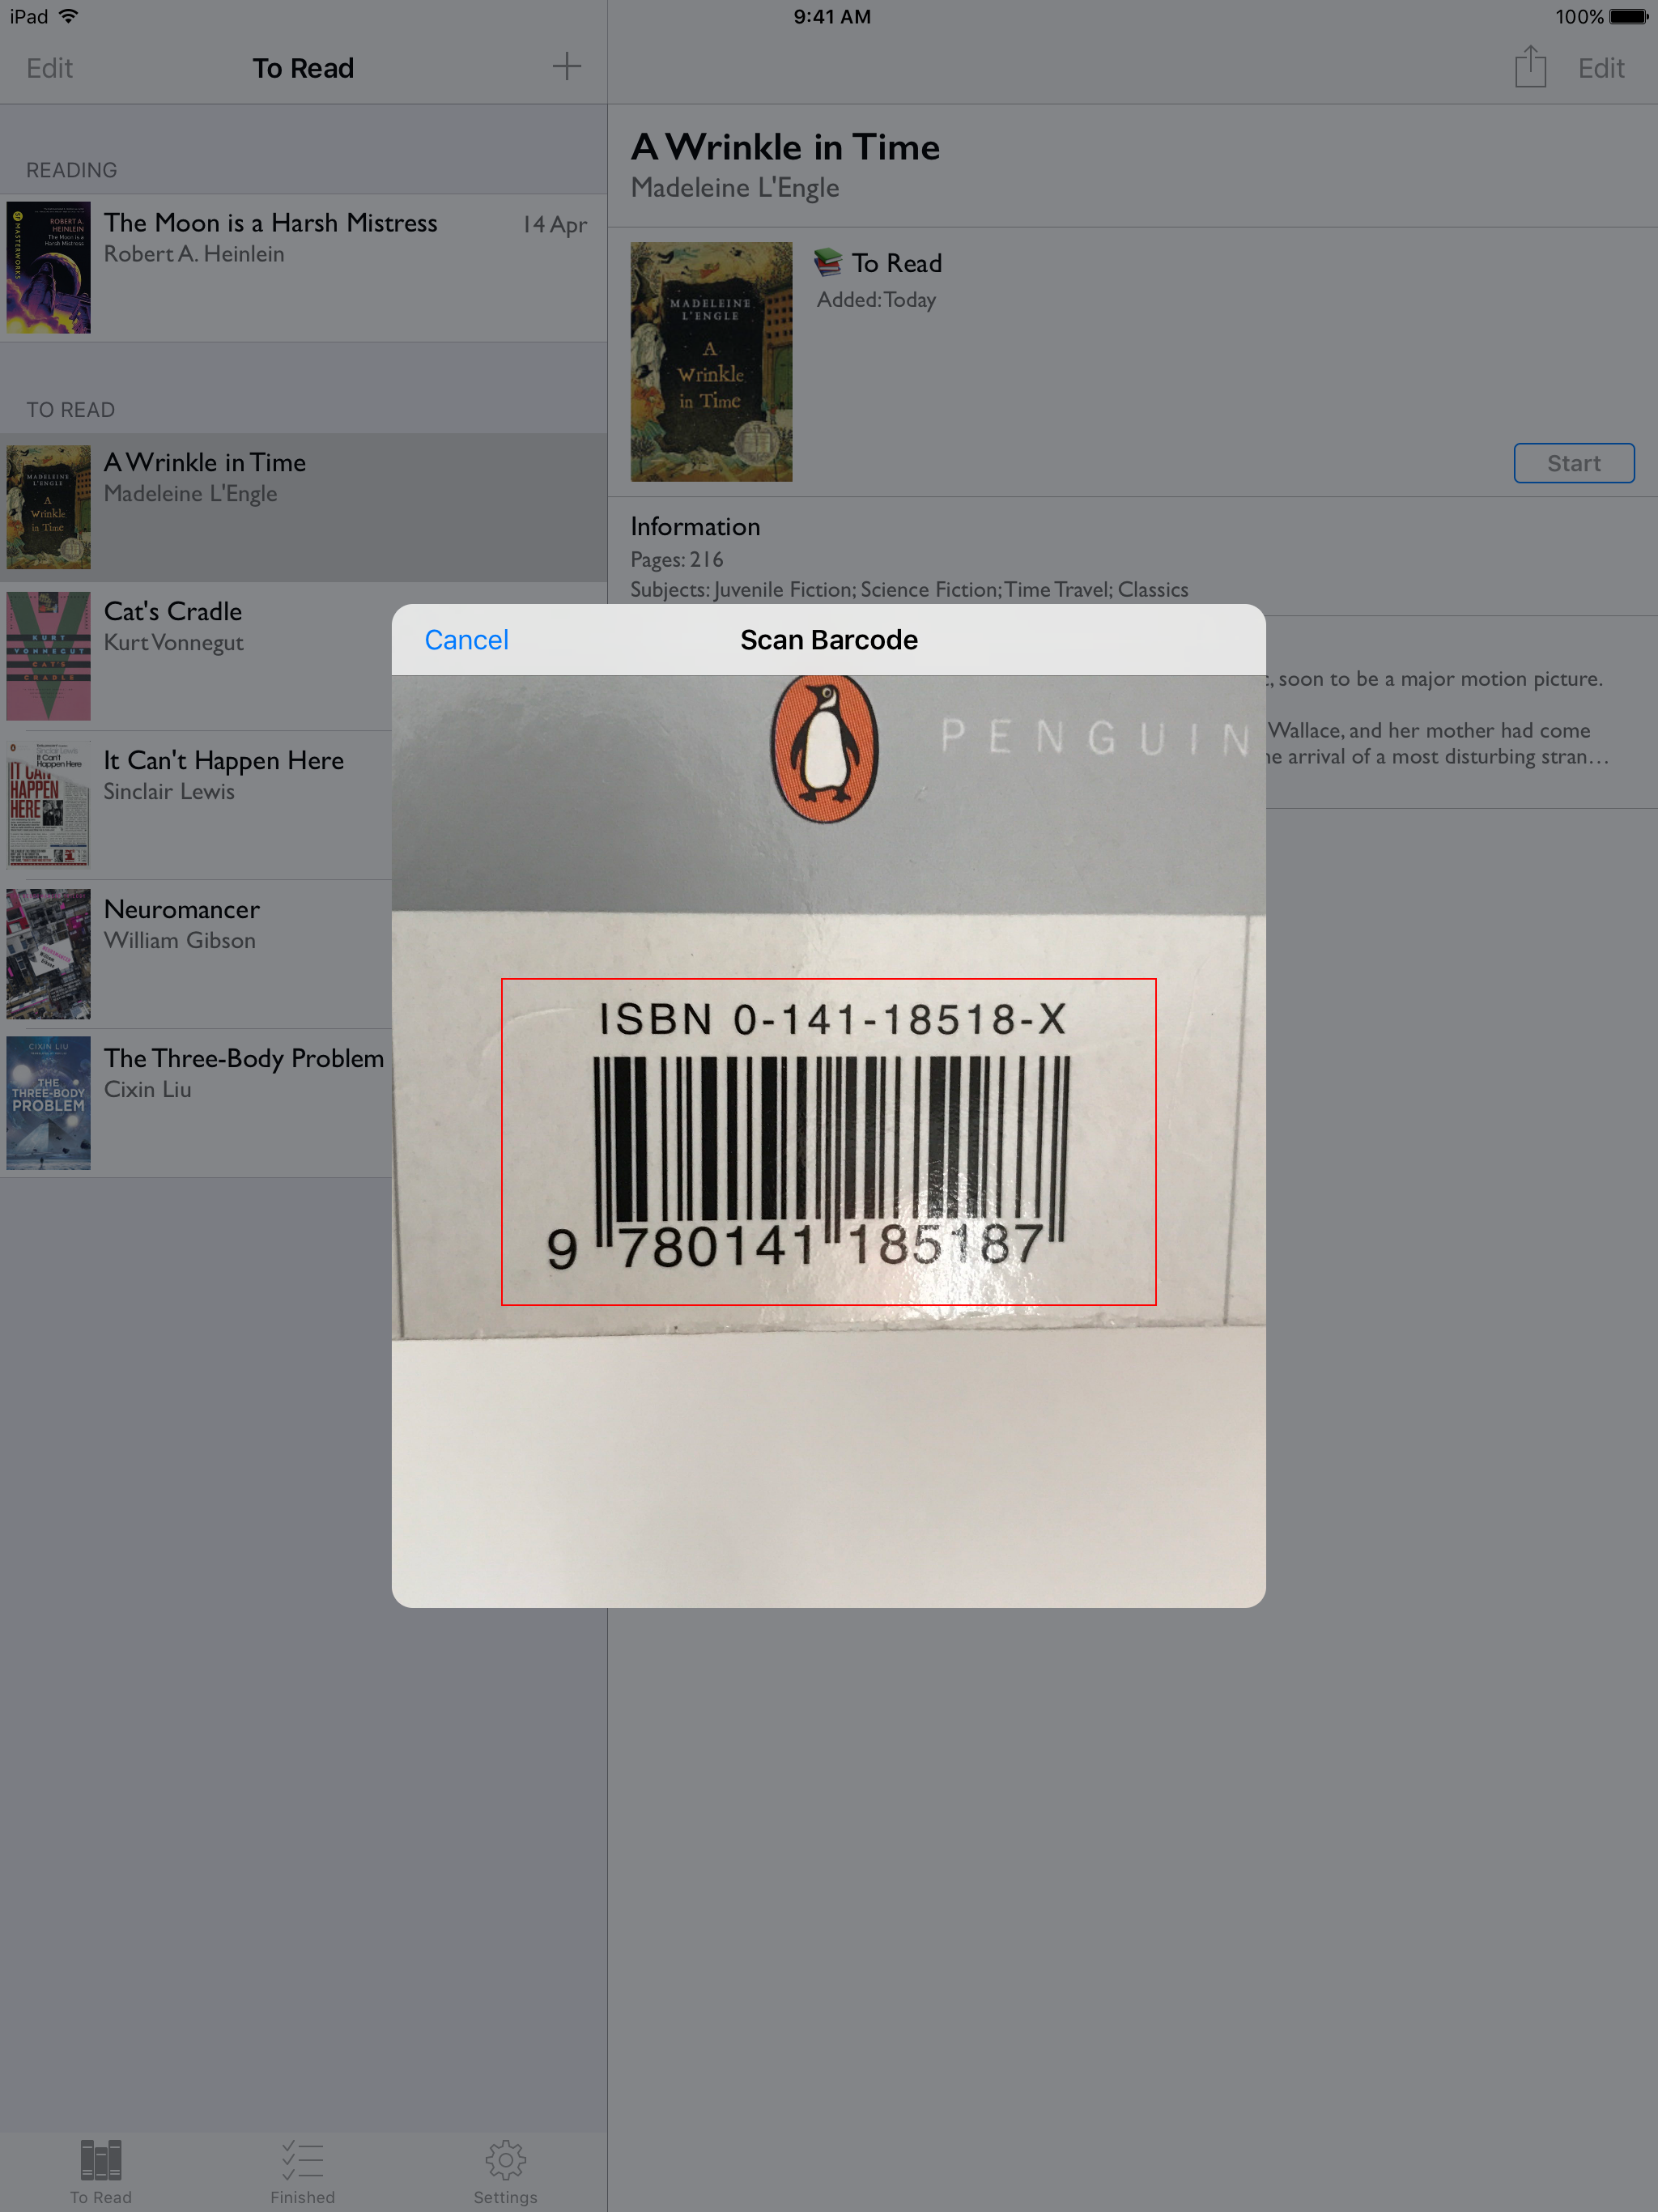 iPad
9:41 AM
100%
Edit
To Read
Edit
READING
The Moon is a Harsh Mistress
14 Apr
Robert A. Heinlein
MASTERWORKS
ROBERT A.
HEINLEIN
The Moon is a
Harsh Mistress
TO READ
A Wrinkle in Time
Madeleine L'Engle
MADELEINE
L'ENGLE
A
Wrinkle
in Time
Cat's Cradle
Kurt Vonnegut
KURT
VONNEGUT
CAT'S
CRADLE
It Can't Happen Here
Sinclair Lewis
Sinclair Lewis
It Can't
Happen Here
IT CAN'T
HAPPEN
HERE
Neuromancer
William Gibson
The Three-Body Problem
Cixin Liu
CIXIN LIU
THE
THREE-BODY
PROBLEM
A Wrinkle in Time
Madeleine L'Engle
MADELEINE
L'ENGLE
A
Wrinkle
in Time
To Read
Added: Today
Start
Information
Pages: 216
Subjects: Juvenile Fiction; Science Fiction; Time Travel; Classics
, soon to be a major motion picture.
Wallace, and her mother had come
he arrival of a most disturbing stran…
Cancel
Scan Barcode
PENGUIN
ISBN 0-141-18518-X
9 780141 185187
To Read
Finished
Settings